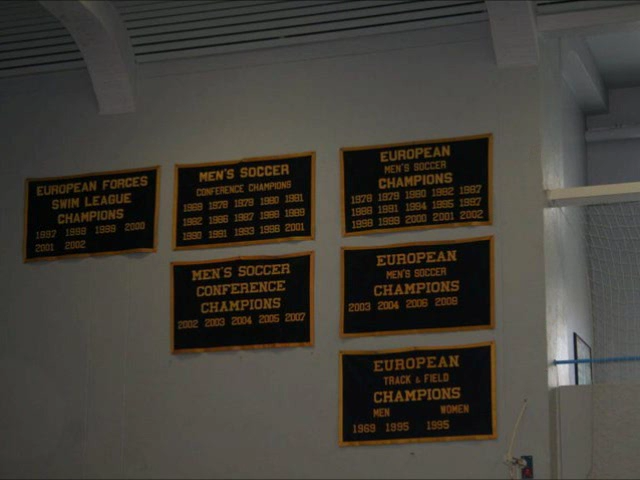 EUROPEAN FORCES
SWIM LEAGUE
CHAMPIONS
1997 1998 1999 2000
2001 2002
MEN'S SOCCER
CONFERENCE CHAMPIONS
1978 1979 1980 1981
1982 1986 1987 1988 1989
1990 1991 1993 1996 2001
EUROPEAN
MEN'S SOCCER
CHAMPIONS
1978 1979 1980 1982 1987
1989 1991 1994 1995 1997
1998 1999 2000 2001 2002
MEN'S SOCCER
CONFERENCE
CHAMPIONS
2002 2003 2004 2005 2007
EUROPEAN
MEN'S SOCCER
CHAMPIONS
2003 2004 2006
EUROPEAN
TRACK & FIELD
CHAMPIONS
MEN WOMEN
1969 1995 1995